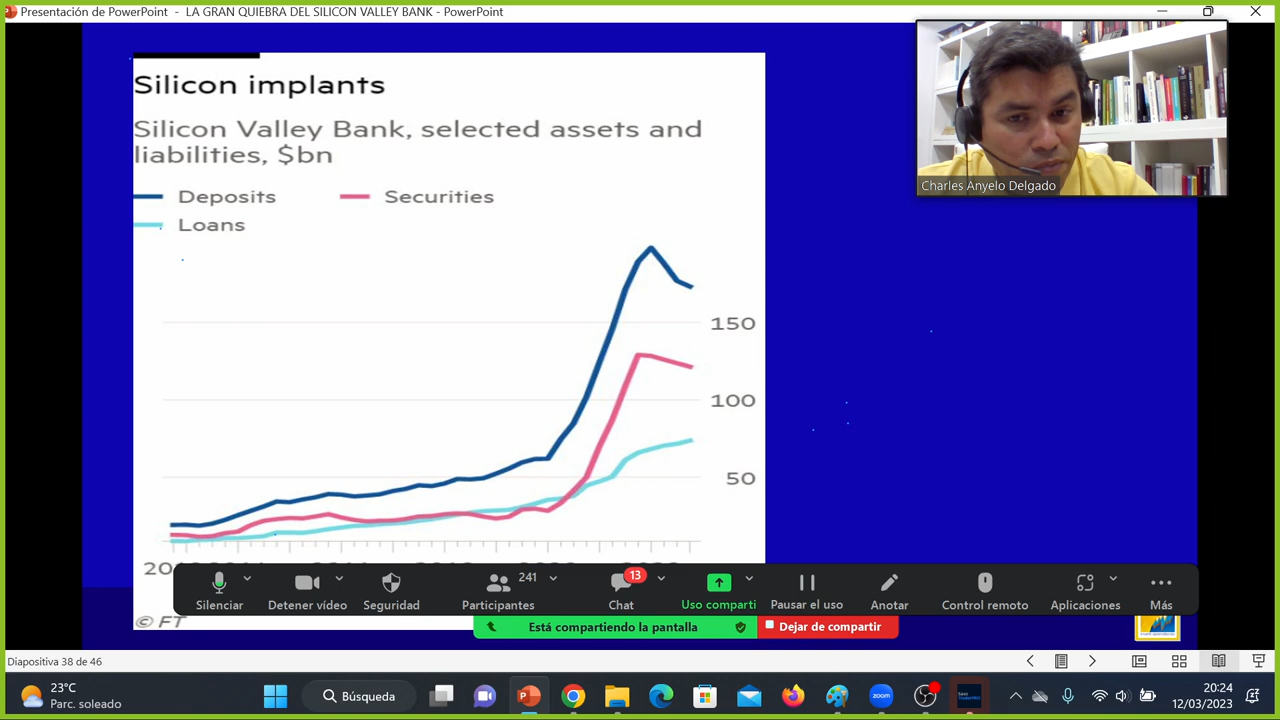 Presentación de PowerPoint - LA GRAN QUIEBRA DEL SILICON VALLEY BANK - PowerPoint
Silicon implants
Silicon Valley Bank, selected assets and
liabilities, $bn
Deposits
Securities
Loans
150
100
50
© FT
Charles Anyelo Delgado
Silenciar
Detener vídeo
Seguridad
241
Participantes
13
Chat
Uso comparti
Pausar el uso
Anotar
Control remoto
Aplicaciones
Más
Está compartiendo la pantalla
Dejar de compartir
Diapositiva 38 de 46
23°C
Parc. soleado
Búsqueda
zoom
20:24
12/03/2023